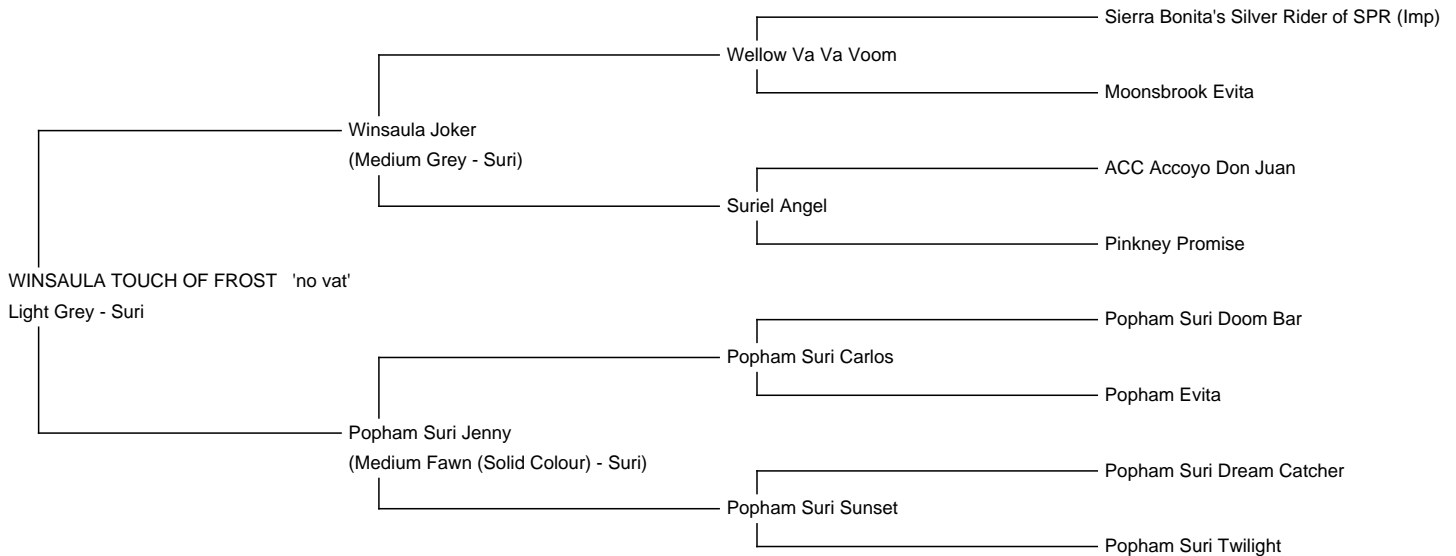 Sierra Bonita's Silver Rider of SPR (Imp)
Wellow Va Va Voom
Moonsbrook Evita
Winsaula Joker
(Medium Grey - Suri)
ACC Accoyo Don Juan
Suriel Angel
Pinkney Promise
WINSAULA TOUCH OF FROST 'no vat'
Light Grey - Suri
Popham Suri Doom Bar
Popham Suri Carlos
Popham Evita
Popham Suri Jenny
(Medium Fawn (Solid Colour) - Suri)
Popham Suri Dream Catcher
Popham Suri Sunset
Popham Suri Twilight